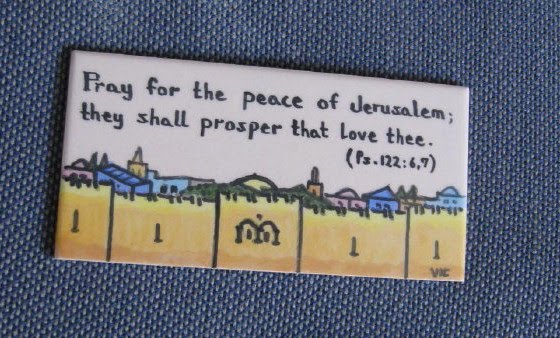 Pray for the peace of Jerusalem;
they shall prosper that love thee.
(Ps.122:6,7)
VIC